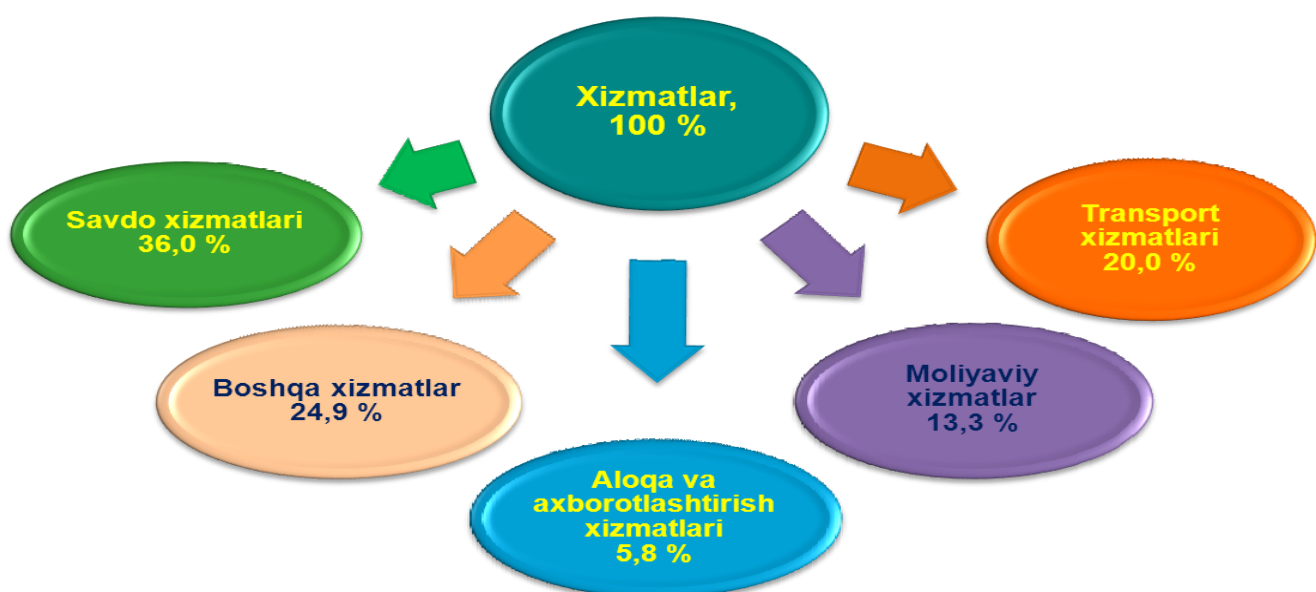 Xizmatlar,
100 %
Savdo xizmatlari
36,0 %
Transport
xizmatlari
20,0 %
Boshqa xizmatlar
24,9 %
Moliyaviy
xizmatlar
13,3 %
Aloqa va
axborotlashtirish
xizmatlari
5,8 %